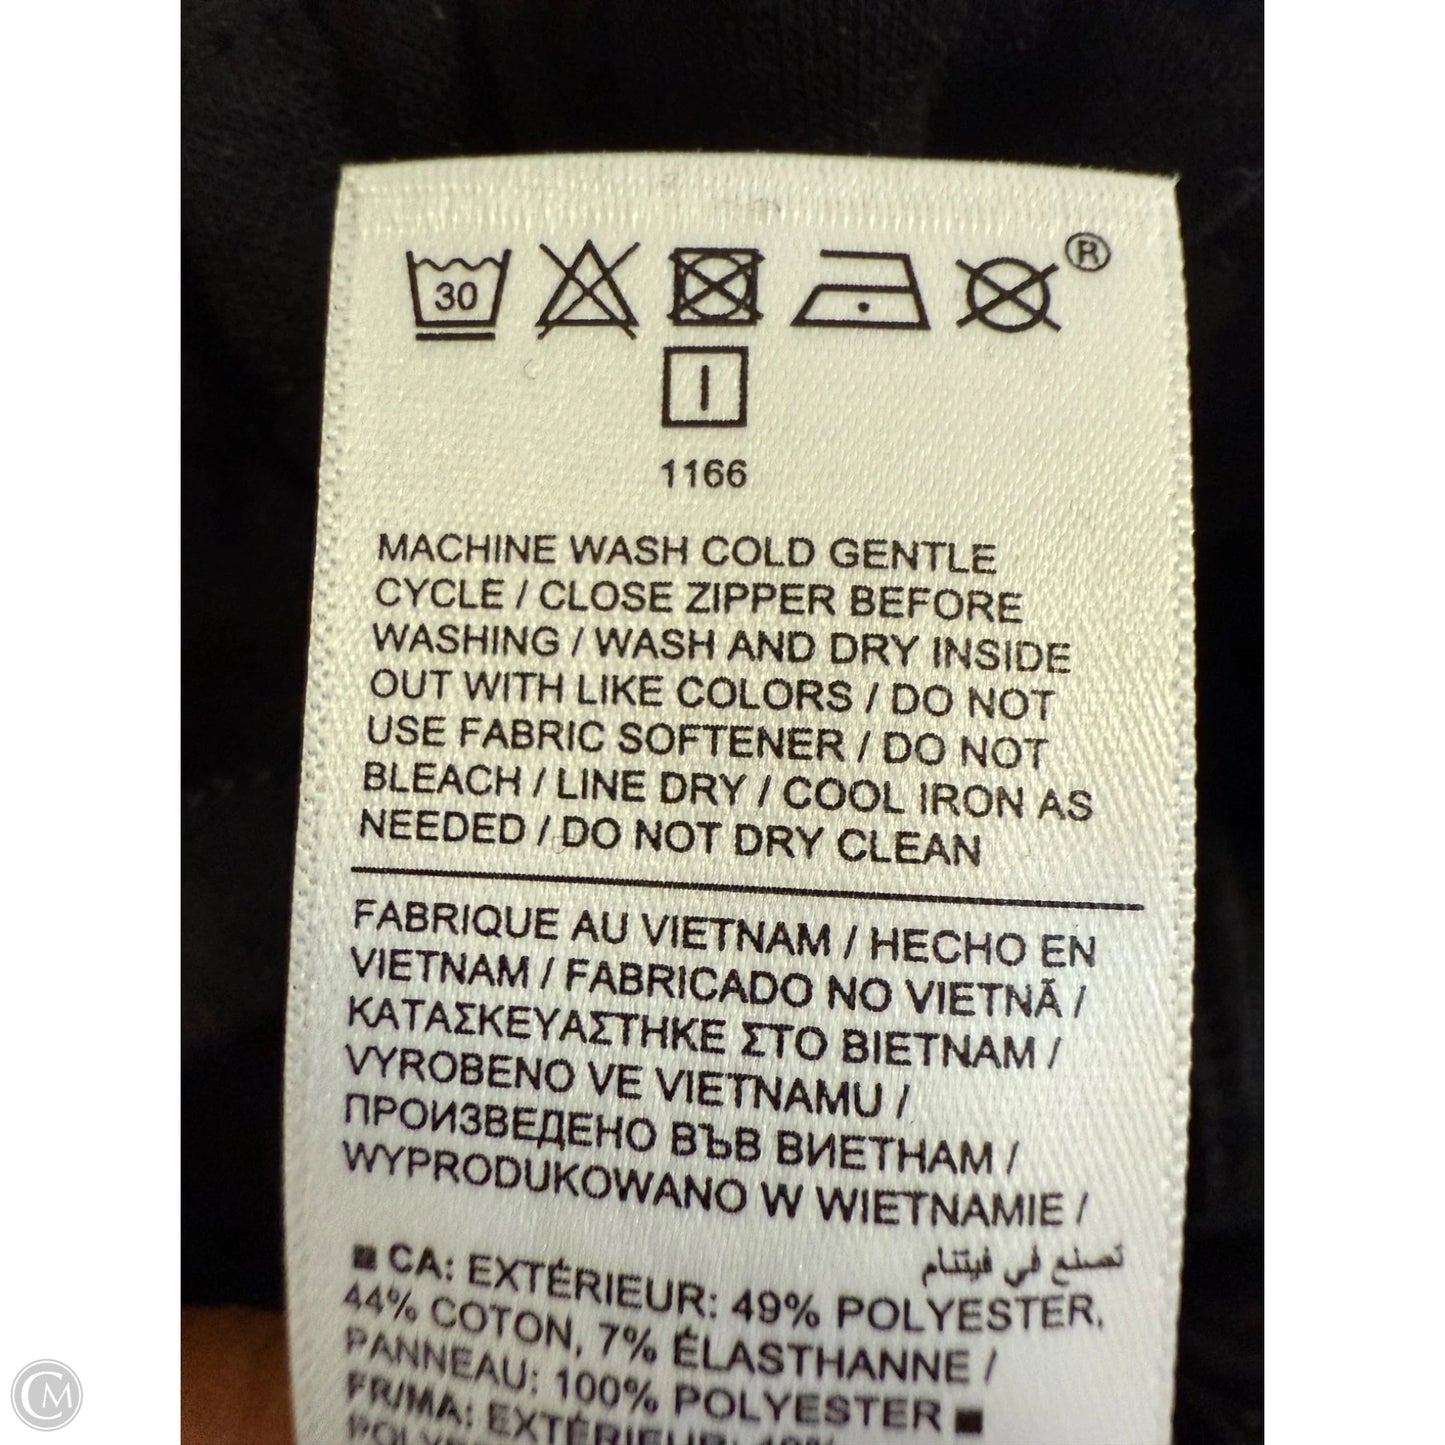 30
®
1166
MACHINE WASH COLD GENTLE
CYCLE / CLOSE ZIPPER BEFORE
WASHING / WASH AND DRY INSIDE
OUT WITH LIKE COLORS / DO NOT
USE FABRIC SOFTENER / DO NOT
BLEACH / LINE DRY / COOL IRON AS
NEEDED / DO NOT DRY CLEAN
FABRIQUE AU VIETNAM / HECHO EN
VIETNAM / FABRICADO NO VIETNÃ /
ΚΑΤΑΣΚΕΥΑΣΤΗΚΕ ΣΤΟ ΒΙΕΤΝΑΜ /
VYROBENO VE VIETNAMU /
ПРОИЗВЕДЕНО ВЪВ ВИЕТНАМ /
WYPRODUKOWANO W WIETNAMIE /
تصنع في فيتنام
■ CA: EXTÉRIEUR: 49% POLYESTER,
44% COTON, 7% ÉLASTHANNE /
PANNEAU: 100% POLYESTER ■
FR/MA: EXTÉRIEUR: 49%
CM